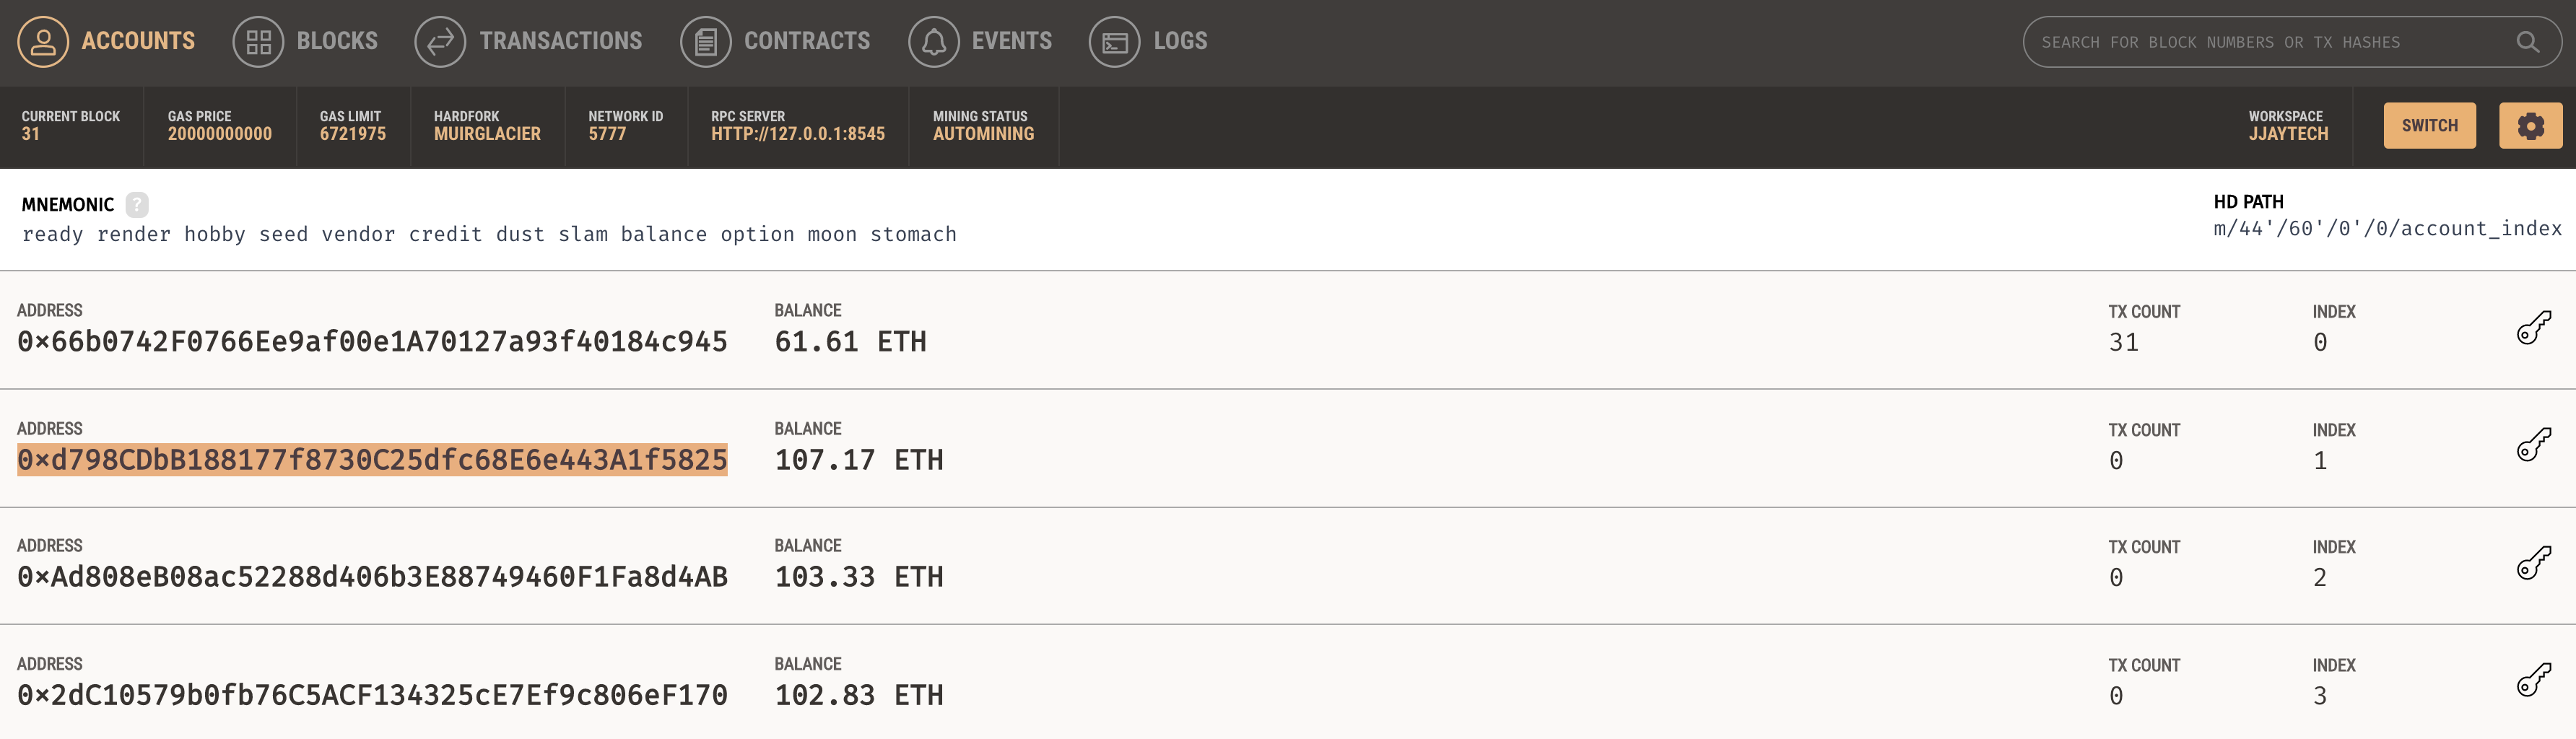 ACCOUNTS BLOCKS TRANSACTIONS CONTRACTS EVENTS LOGS SEARCH FOR BLOCK NUMBERS OR TX HASHES
CURRENT BLOCK GAS PRICE GAS LIMIT HARDFORK NETWORK ID RPC SERVER MINING STATUS WORKSPACE
31 20000000000 6721975 MUIRGLACIER 5777 HTTP://127.0.0.1:8545 AUTOMINING JJAYTECH SWITCH
MNEMONIC ? HD PATH
ready render hobby seed vendor credit dust slam balance option moon stomach m/44'/60'/0'/0/account_index
ADDRESS BALANCE TX COUNT INDEX
0×66b0742F0766Ee9af00e1A70127a93f40184c945 61.61 ETH 31 0
ADDRESS BALANCE TX COUNT INDEX
0×d798CDbB188177f8730C25dfc68E6e443A1f5825 107.17 ETH 0 1
ADDRESS BALANCE TX COUNT INDEX
0×Ad808eB08ac52288d406b3E88749460F1Fa8d4AB 103.33 ETH 0 2
ADDRESS BALANCE TX COUNT INDEX
0×2dC10579b0fb76C5ACF134325cE7Ef9c806eF170 102.83 ETH 0 3